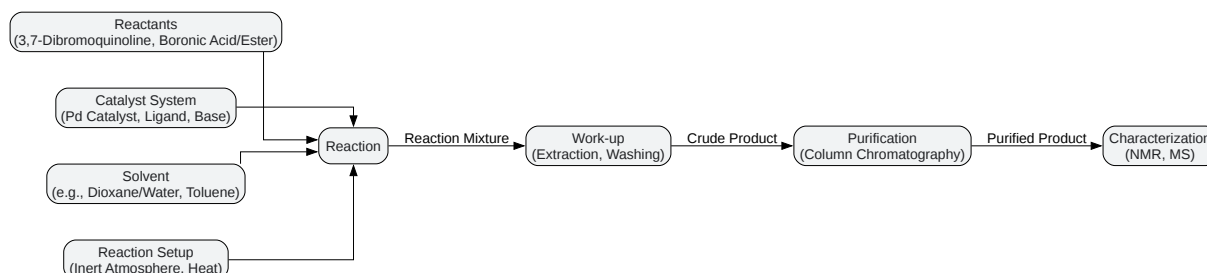 Reactants
(3,7-Dibromoquinoline, Boronic Acid/Ester)
Catalyst System
(Pd Catalyst, Ligand, Base)
Solvent
(e.g., Dioxane/Water, Toluene)
Reaction Setup
(Inert Atmosphere, Heat)
Reaction
Reaction Mixture
Work-up
(Extraction, Washing)
Crude Product
Purification
(Column Chromatography)
Purified Product
Characterization
(NMR, MS)